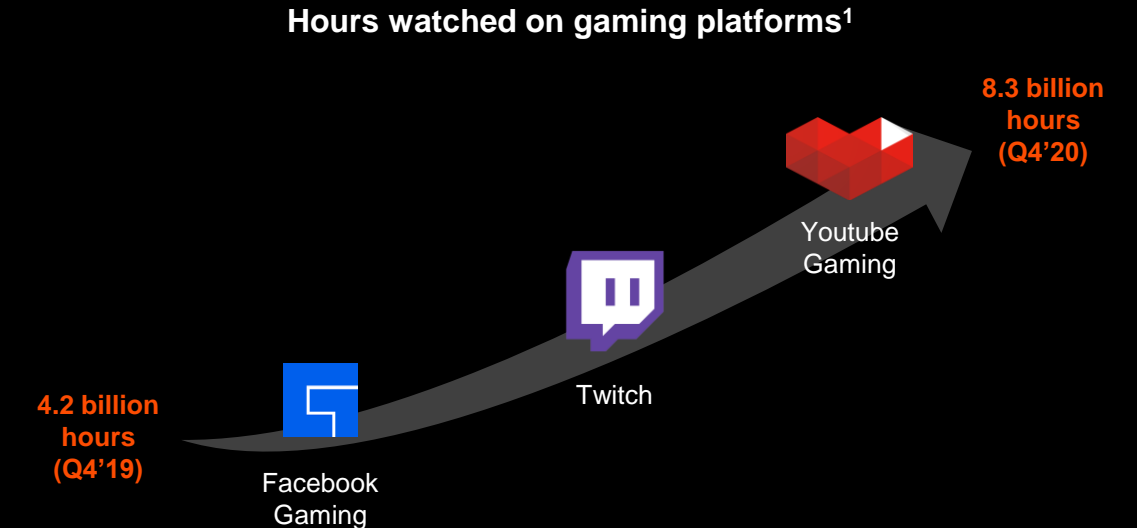 Hours watched on gaming platforms¹
8.3 billion
hours
(Q4’20)
Youtube
Gaming
Twitch
4.2 billion
hours
(Q4’19)
Facebook
Gaming